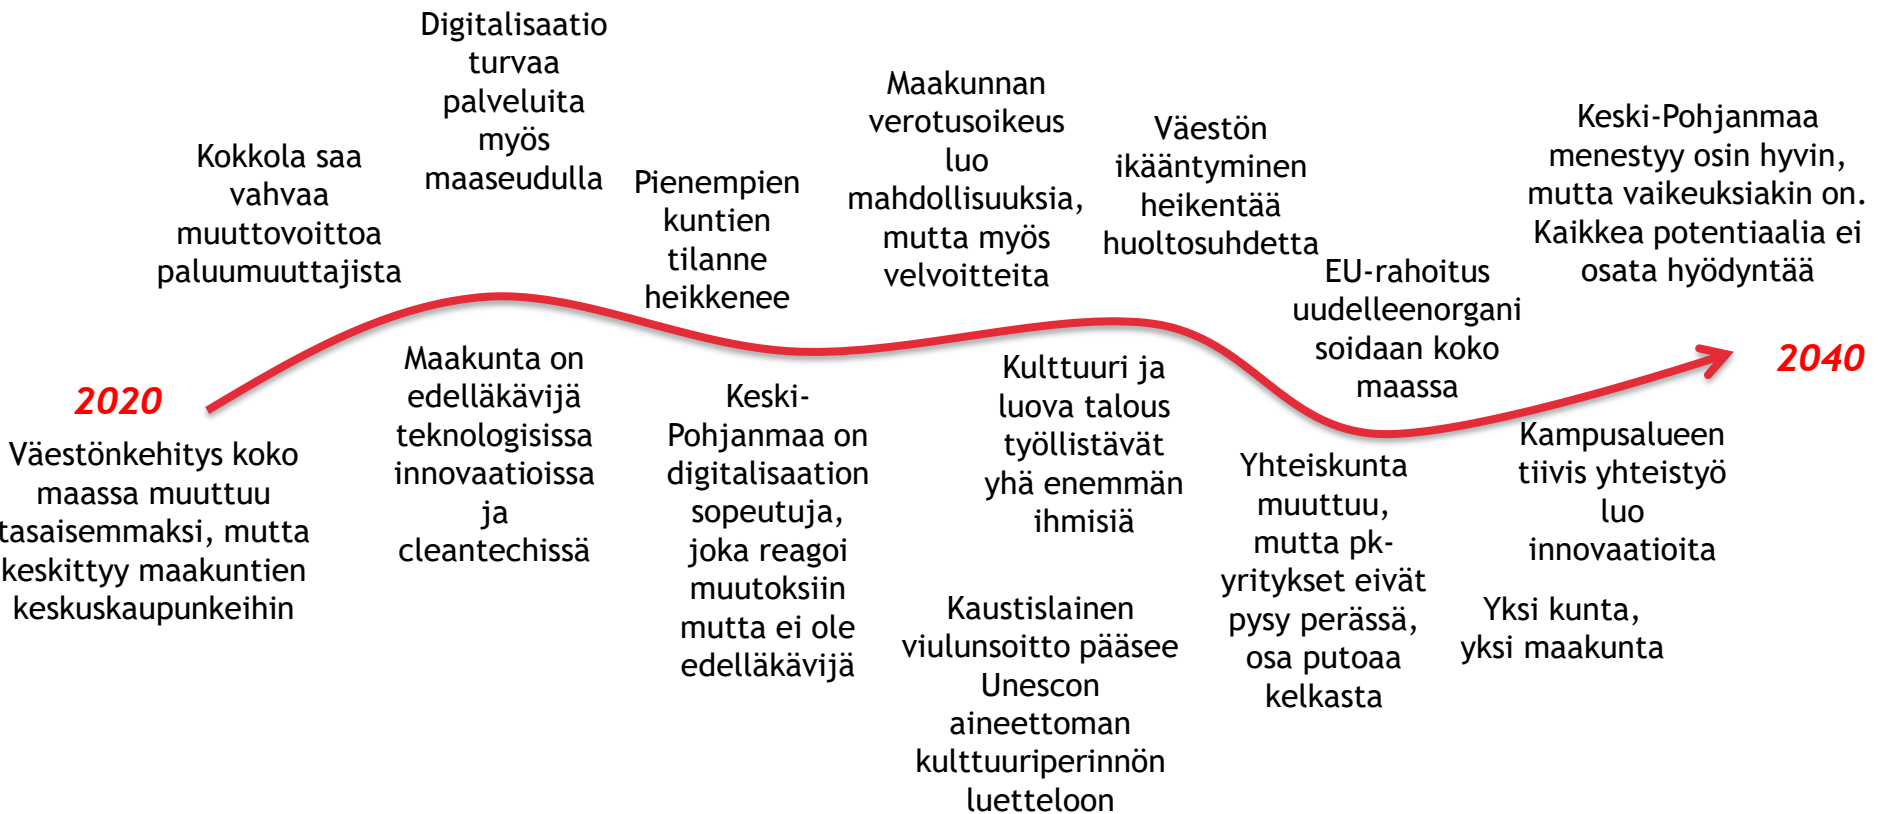 Digitalisaatio
turvaa
palveluita
myös
maaseudulla
Kokkola saa
vahvaa
muuttovoittoa
paluumuuttajista
Pienempien
kuntien
tilanne
heikkenee
Maakunnan
verotusoikeus
luo
mahdollisuuksia,
mutta myös
velvoitteita
Väestön
ikääntyminen
heikentää
huoltosuhdetta
EU-rahoitus
uudelleenorgani
soidaan koko
maassa
Keski-Pohjanmaa
menestyy osin hyvin,
mutta vaikeuksiakin on.
Kaikkea potentiaalia ei
osata hyödyntää
2040
2020
Väestönkehitys koko
maassa muuttuu
tasaisemmaksi, mutta
keskittyy maakuntien
keskuskaupunkeihin
Maakunta on
edelläkävijä
teknologisissa
innovaatioissa
ja
cleantechissä
Keski-
Pohjanmaa on
digitalisaation
sopeutuja,
joka reagoi
muutoksiin
mutta ei ole
edelläkävijä
Kulttuuri ja
luova talous
työllistävät
yhä enemmän
ihmisiä
Kaustislainen
viulunsoitto pääsee
Unescon
aineettoman
kulttuuriperinnön
luetteloon
Yhteiskunta
muuttuu,
mutta pk-
yritykset eivät
pysy perässä,
osa putoaa
kelkasta
Kampusalueen
tiivis yhteistyö
luo
innovaatioita
Yksi kunta,
yksi maakunta